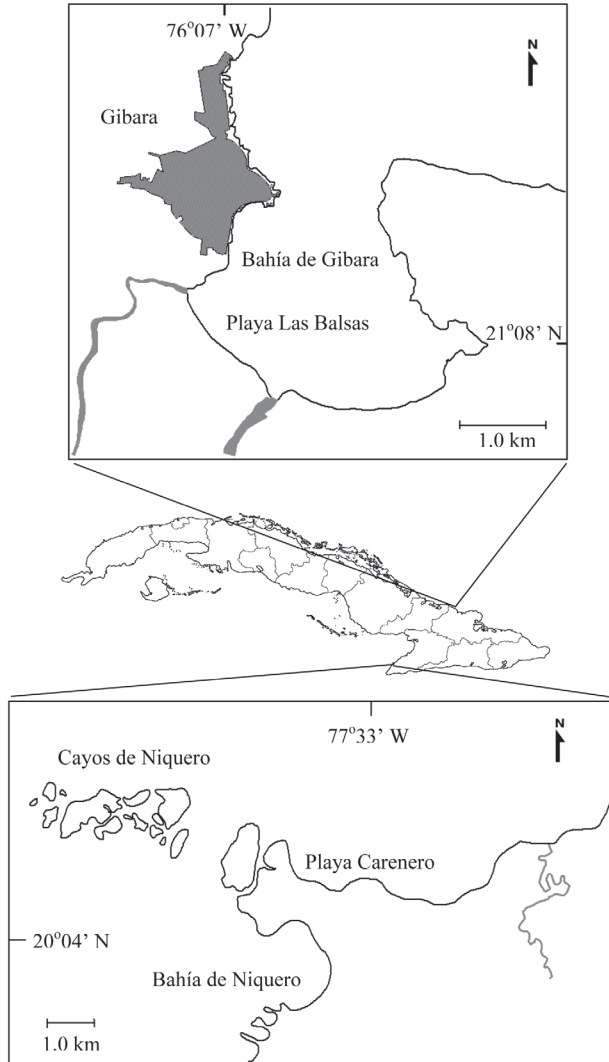 76°07’ W
N
Gibara
Bahía de Gibara
Playa Las Balsas
21°08’ N
1.0 km
77°33’ W
N
Cayos de Niquero
Playa Carenero
20°04’ N
Bahía de Niquero
1.0 km